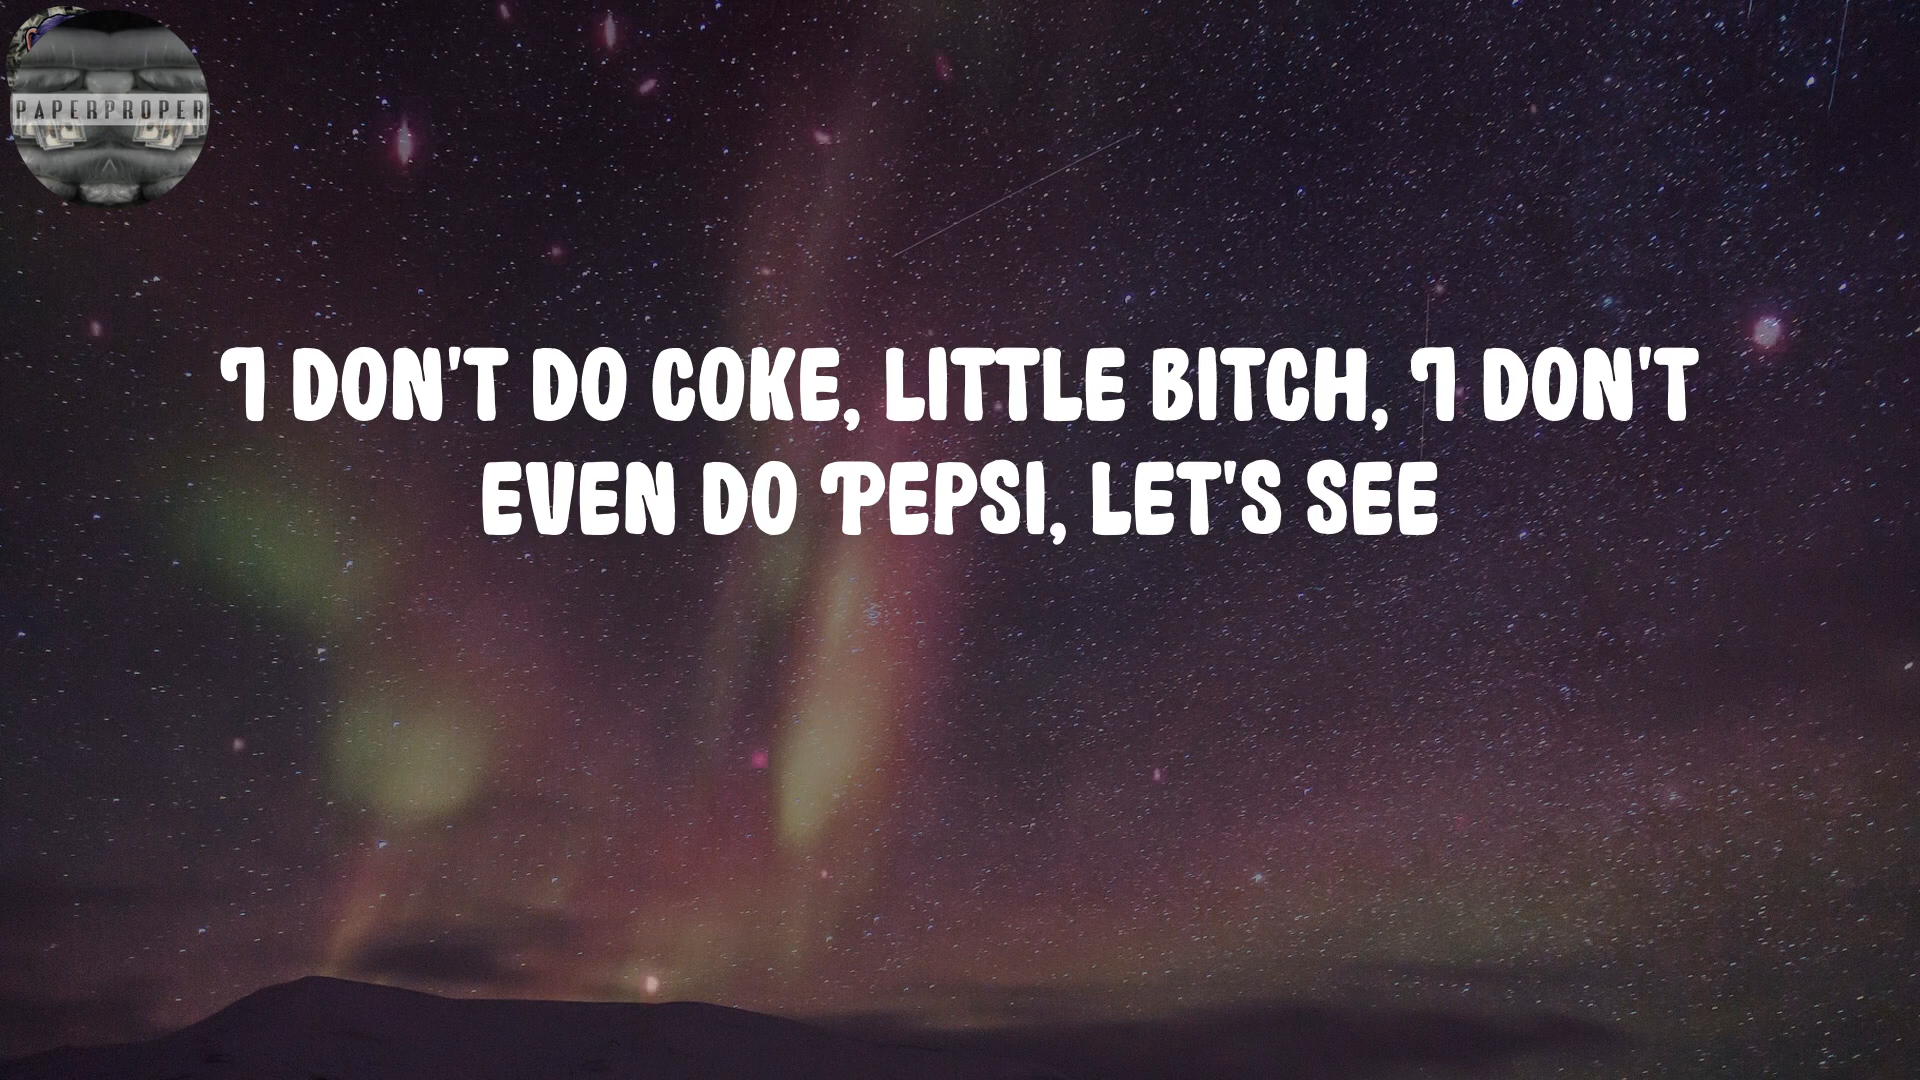 PAPERPROPER
I DON'T DO COKE, LITTLE BITCH, I DON'T
EVEN DO PEPSI, LET'S SEE